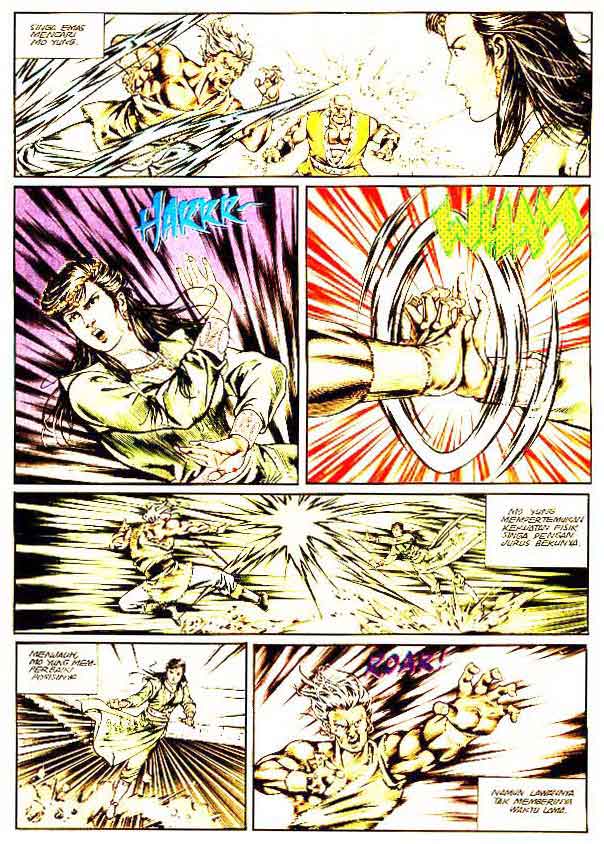 SINGA EMAS
MENCARI
MO YUNG.
HARRR-
WHAM
MO YUNG
MEMPERTEMUKAN
KEKUATAN FISIK
SINGA DENGAN
JURUS BEKUNYA.
MENJAUH,
MO YUNG MEM-
PERBAIKI
POSISINYA
ROAR!
NAMUN LAWANNYA
TAK MEMBERINYA
WAKTU LAMA.